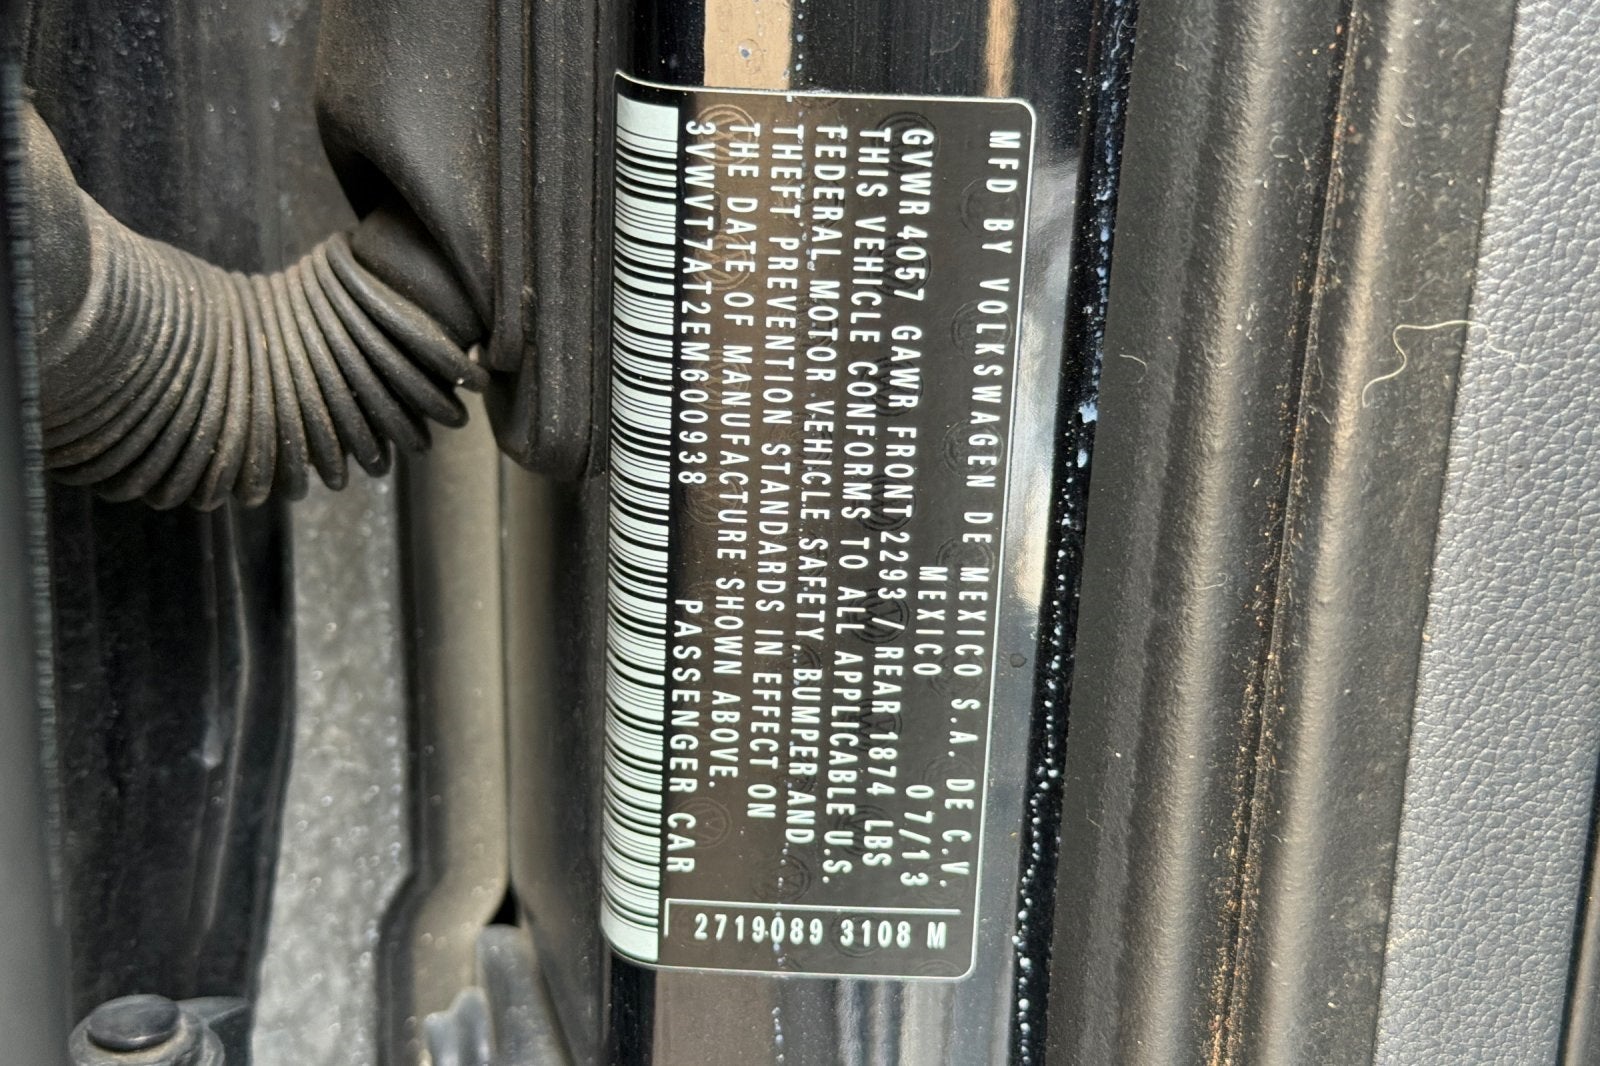 MFD BY VOLKSWAGEN DE MEXICO S.A. DE C.V.
MEXICO 07/13
GVWR 4057 GAWR FRONT 2293 / REAR 1874 LBS
THIS VEHICLE CONFORMS TO ALL APPLICABLE U.S.
FEDERAL MOTOR VEHICLE SAFETY, BUMPER AND
THEFT PREVENTION STANDARDS IN EFFECT ON
THE DATE OF MANUFACTURE SHOWN ABOVE.
3VWVT7AT2EM600938 PASSENGER CAR
2719089 3108 M